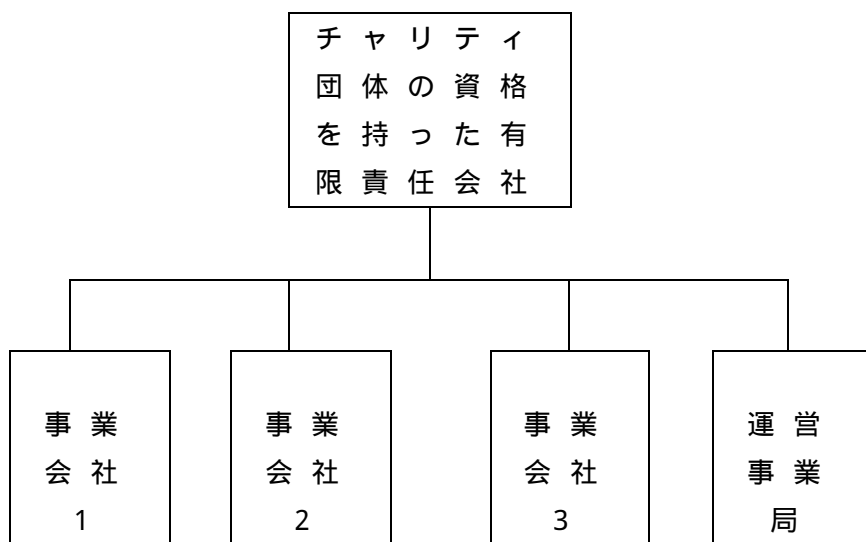 チャリティ
団体の資格
を持った有
限責任会社
事業
会社
1
事業
会社
2
事業
会社
3
運営
事業
局